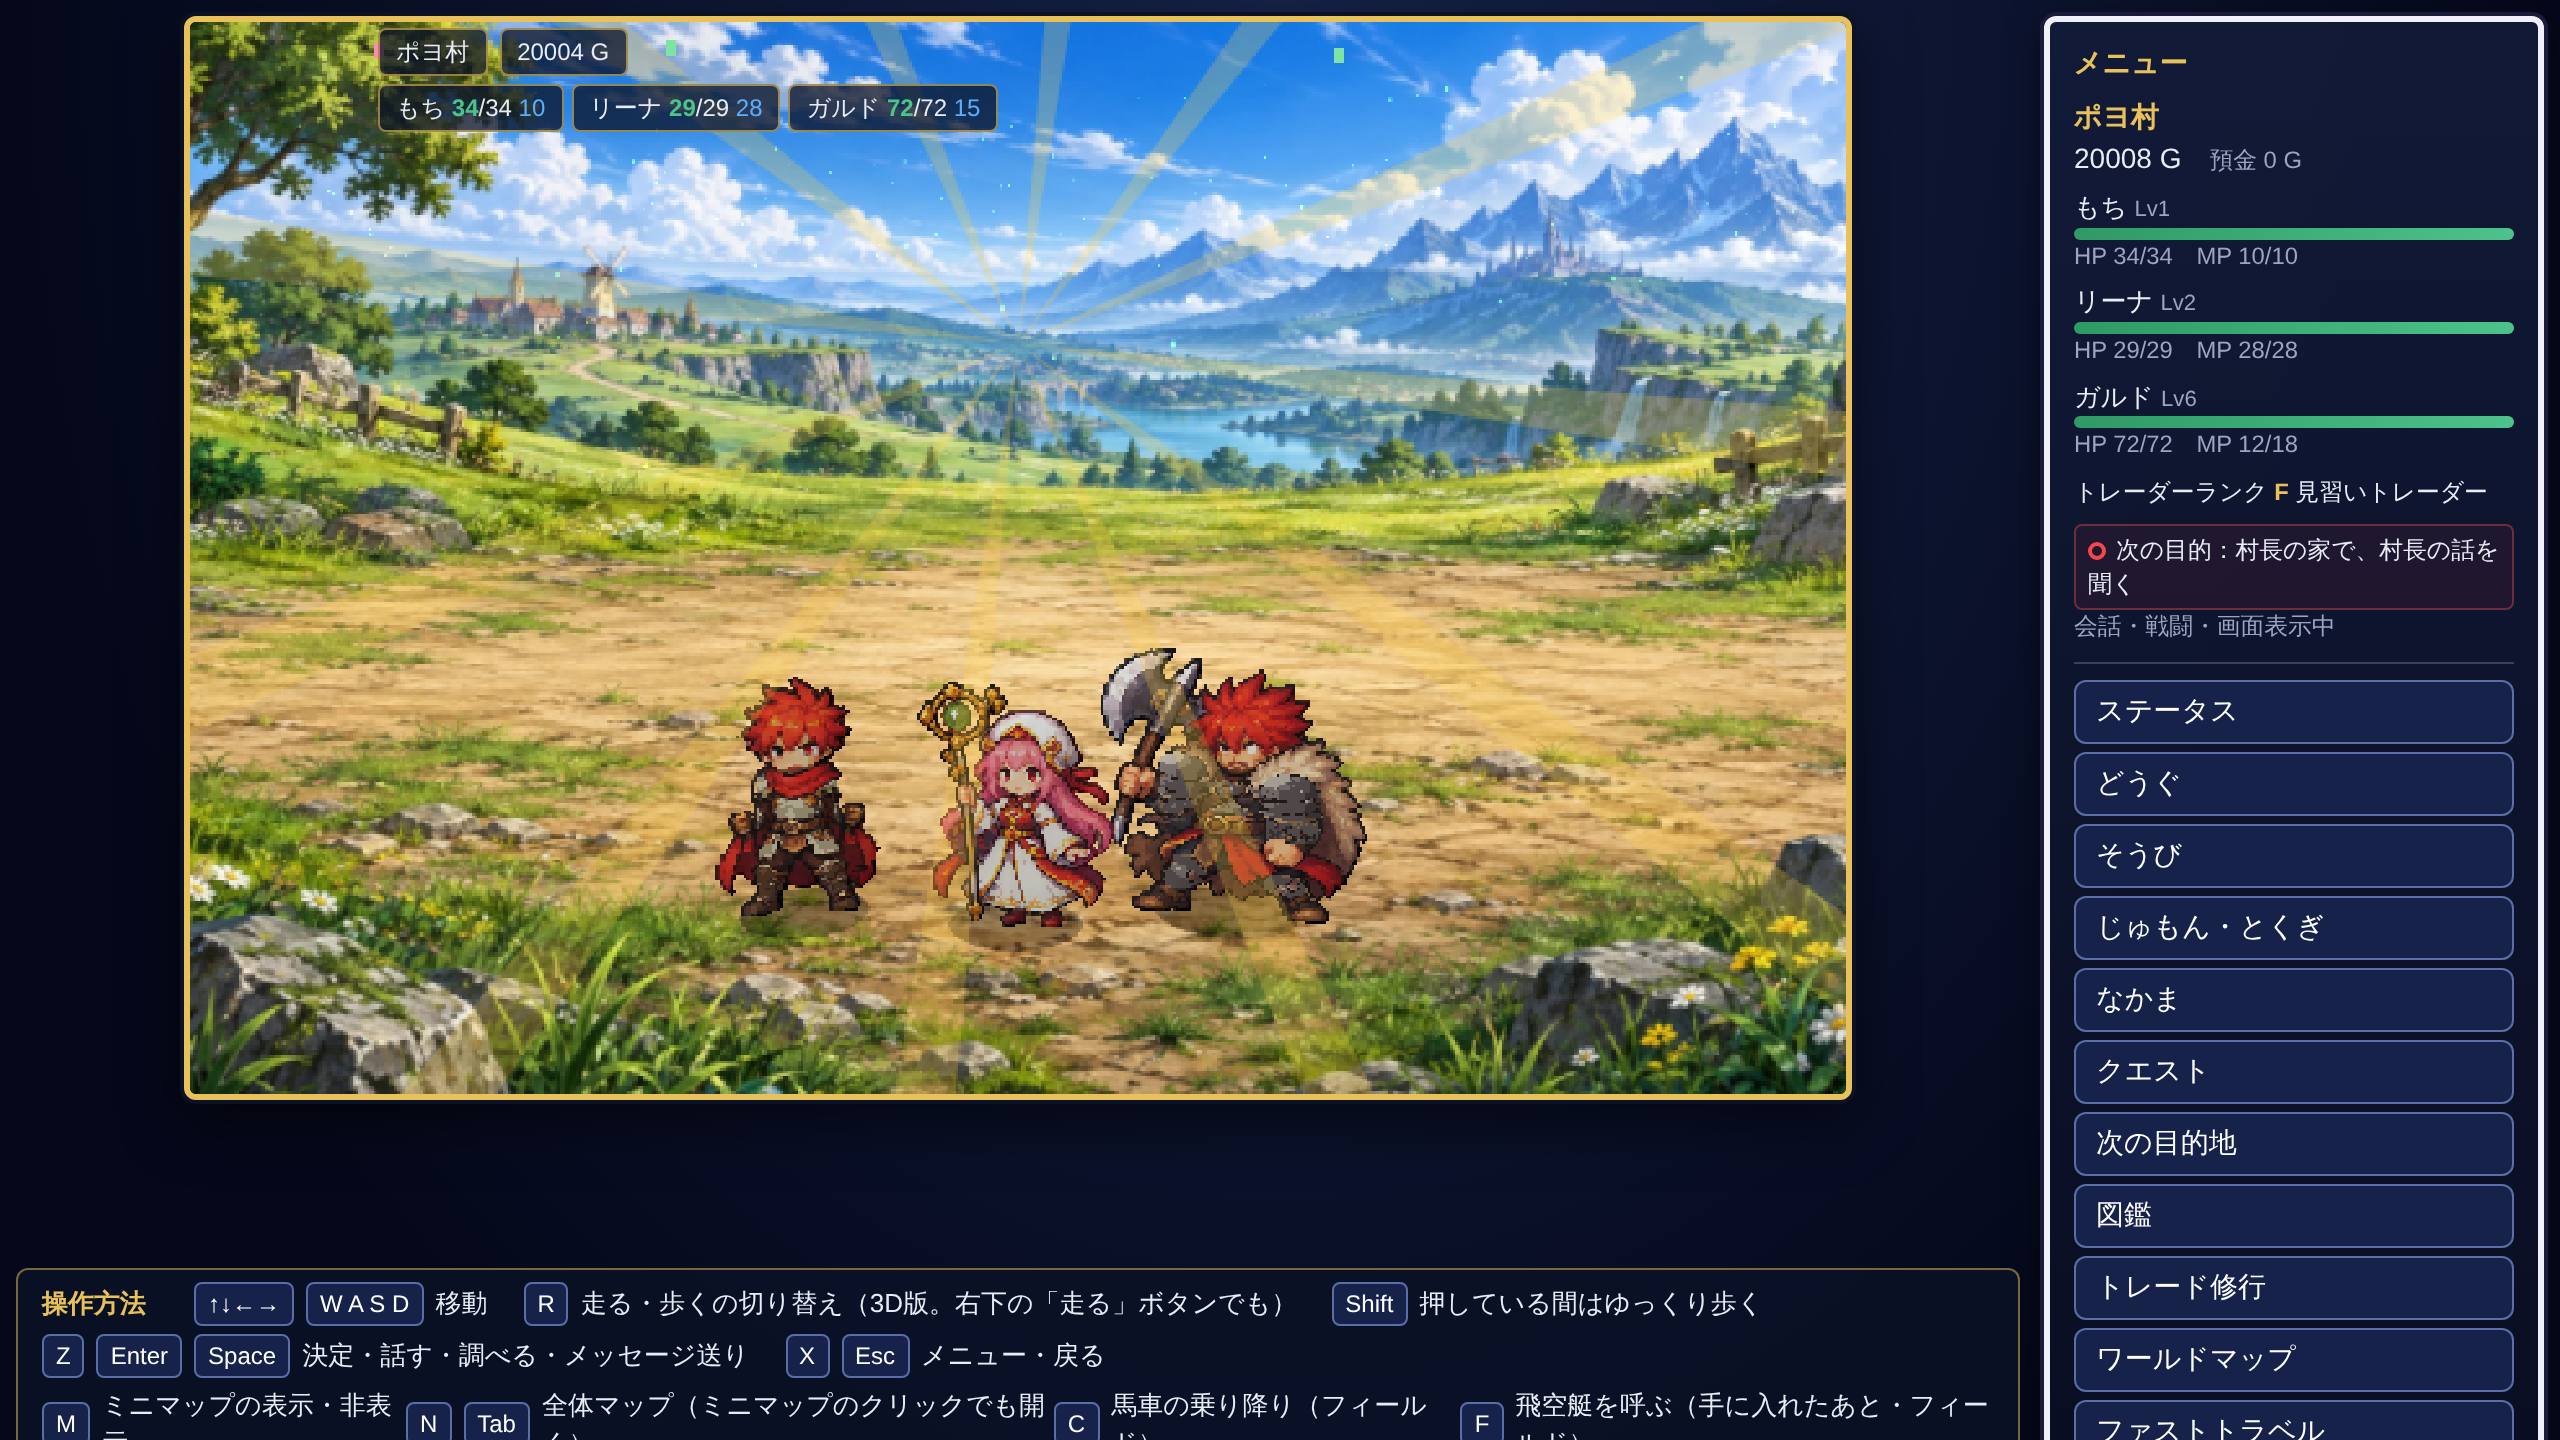 ポヨ村 20004 G
もち 34/34 10 リーナ 29/29 28 ガルド 72/72 15
メニュー
ポヨ村
20008 G 預金 0 G
もち Lv1
HP 34/34 MP 10/10
リーナ Lv2
HP 29/29 MP 28/28
ガルド Lv6
HP 72/72 MP 12/18
トレーダーランク F 見習いトレーダー
次の目的：村長の家で、村長の話を
聞く
会話・戦闘・画面表示中
ステータス
どうぐ
そうび
じゅもん・とくぎ
なかま
クエスト
次の目的地
図鑑
トレード修行
ワールドマップ
ファストトラベル
操作方法 ↑↓←→ W A S D 移動 R 走る・歩くの切り替え（3D版。右下の「走る」ボタンでも） Shift 押している間はゆっくり歩く
Z Enter Space 決定・話す・調べる・メッセージ送り X Esc メニュー・戻る
M ミニマップの表示・非表 N Tab 全体マップ（ミニマップのクリックでも開 C 馬車の乗り降り（フィール F 飛空艇を呼ぶ（手に入れたあと・フィー